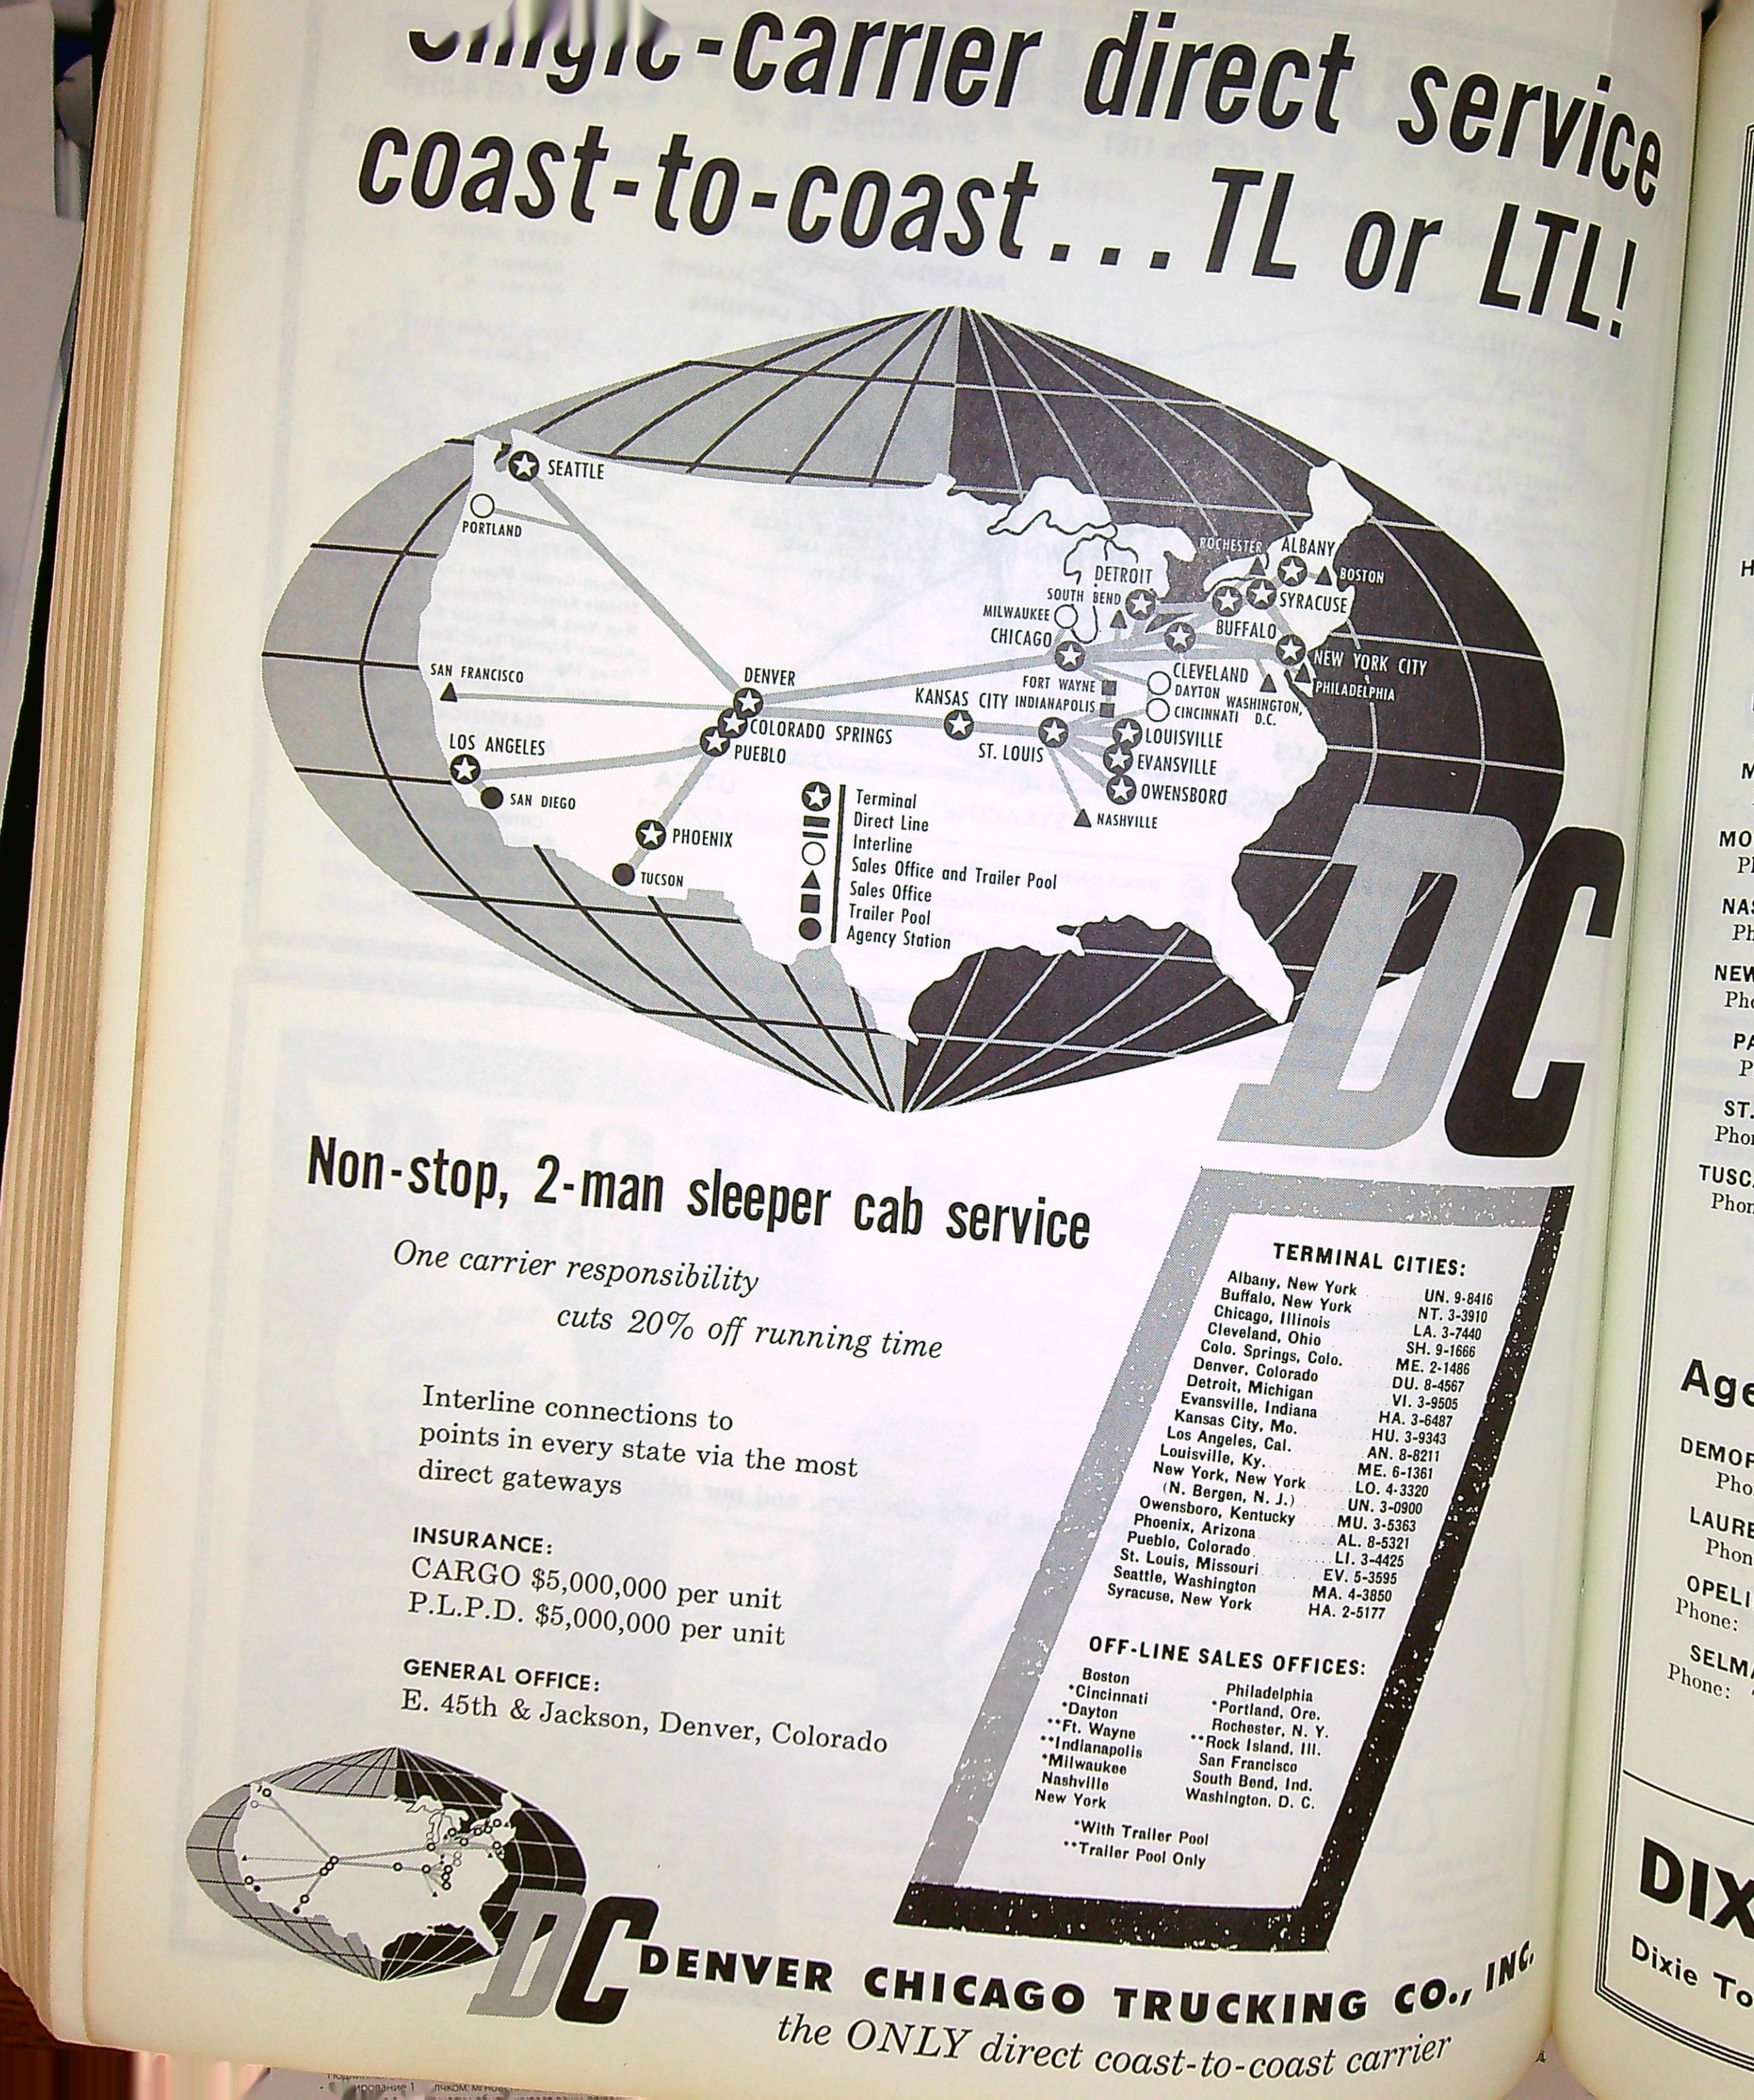 Single-carrier direct service
coast-to-coast...TL or LTL!
SEATTLE
PORTLAND
ROCHESTER
ALBANY
BOSTON
DETROIT
SOUTH BEND
SYRACUSE
MILWAUKEE
BUFFALO
CHICAGO
NEW YORK CITY
CLEVELAND
PHILADELPHIA
SAN FRANCISCO
DENVER
FORT WAYNE
DAYTON
WASHINGTON,
D.C.
KANSAS CITY
INDIANAPOLIS
CINCINNATI
COLORADO SPRINGS
LOUISVILLE
LOS ANGELES
PUEBLO
ST. LOUIS
EVANSVILLE
SAN DIEGO
OWENSBORO
NASHVILLE
PHOENIX
TUCSON
Terminal
Direct Line
Interline
Sales Office and Trailer Pool
Sales Office
Trailer Pool
Agency Station
DC
Non-stop, 2-man sleeper cab service
One carrier responsibility
cuts 20% off running time
Interline connections to
points in every state via the most
direct gateways
INSURANCE:
CARGO $5,000,000 per unit
P.L.P.D. $5,000,000 per unit
GENERAL OFFICE:
E. 45th & Jackson, Denver, Colorado
TERMINAL CITIES:
Albany, New York UN. 9-8416
Buffalo, New York NT. 3-3910
Chicago, Illinois LA. 3-7440
Cleveland, Ohio SH. 9-1666
Colo. Springs, Colo. ME. 2-1486
Denver, Colorado DU. 8-4567
Detroit, Michigan VI. 3-9505
Evansville, Indiana HA. 3-6487
Kansas City, Mo. HU. 3-9343
Los Angeles, Cal. AN. 8-8211
Louisville, Ky. ME. 6-1361
New York, New York LO. 4-3320
(N. Bergen, N. J.) UN. 3-0900
Owensboro, Kentucky MU. 3-5363
Phoenix, Arizona AL. 8-5321
Pueblo, Colorado LI. 3-4425
St. Louis, Missouri EV. 5-3595
Seattle, Washington MA. 4-3850
Syracuse, New York HA. 2-5177
OFF-LINE SALES OFFICES:
Boston
*Cincinnati
*Dayton
**Ft. Wayne
**Indianapolis
*Milwaukee
Nashville
New York
Philadelphia
*Portland, Ore.
Rochester, N. Y.
**Rock Island, Ill.
San Francisco
South Bend, Ind.
Washington, D. C.
*With Trailer Pool
**Trailer Pool Only
DC DENVER CHICAGO TRUCKING CO., INC.
the ONLY direct coast-to-coast carrier
Age
DEMOP
Pho
LAURE
Phon
OPELI
Phone:
SELMA
Phone:
DIX
Dixie To